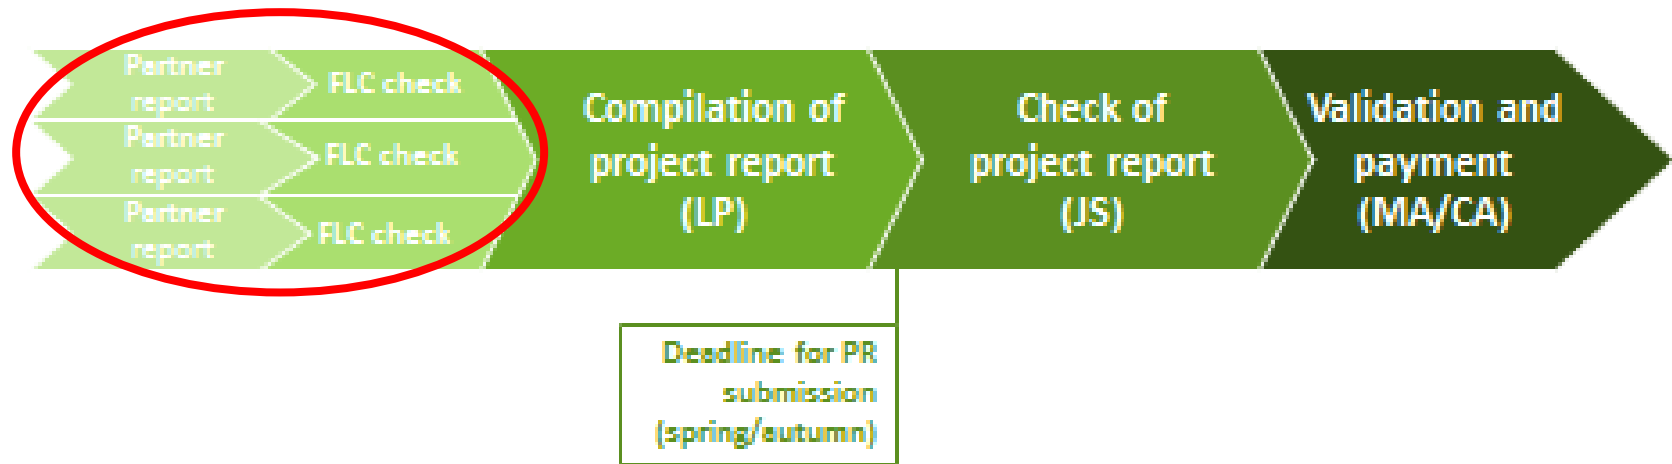 Partner
report
FLC check
Partner
report
FLC check
Partner
report
FLC check
Compilation of
project report
(LP)
Check of
project report
(JS)
Validation and
payment
(MA/CA)
Deadline for PR
submission
(spring/autumn)